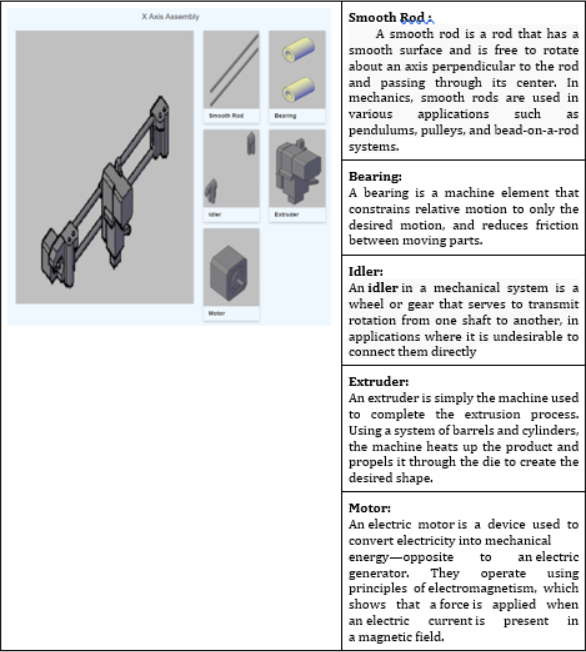 X Axis Assembly
Smooth Rod
Bearing
Idler
Extruder
Motor
Smooth Rod :
A smooth rod is a rod that has a
smooth surface and is free to rotate
about an axis perpendicular to the rod
and passing through its center. In
mechanics, smooth rods are used in
various applications such as
pendulums, pulleys, and bead-on-a-rod
systems.
Bearing:
A bearing is a machine element that
constrains relative motion to only the
desired motion, and reduces friction
between moving parts.
Idler:
An idler in a mechanical system is a
wheel or gear that serves to transmit
rotation from one shaft to another, in
applications where it is undesirable to
connect them directly
Extruder:
An extruder is simply the machine used
to complete the extrusion process.
Using a system of barrels and cylinders,
the machine heats up the product and
propels it through the die to create the
desired shape.
Motor:
An electric motor is a device used to
convert electricity into mechanical
energy—opposite to an electric
generator. They operate using
principles of electromagnetism, which
shows that a force is applied when
an electric current is present in
a magnetic field.